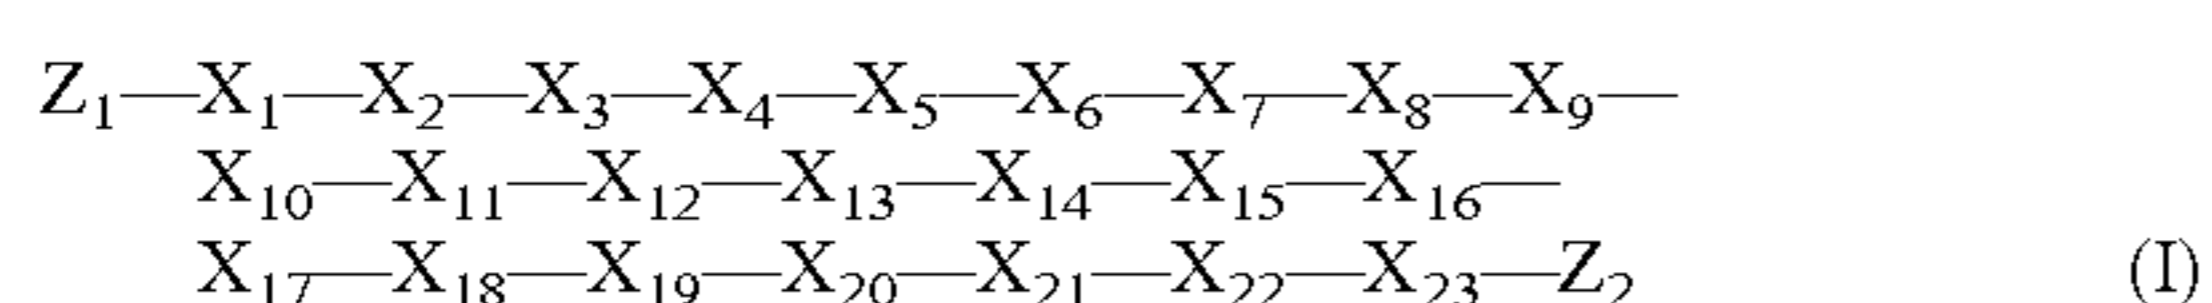 Z₁—X₁—X₂—X₃—X₄—X₅—X₆—X₇—X₈—X₉—
X₁₀—X₁₁—X₁₂—X₁₃—X₁₄—X₁₅—X₁₆—
X₁₇—X₁₈—X₁₉—X₂₀—X₂₁—X₂₂—X₂₃—Z₂ (I)